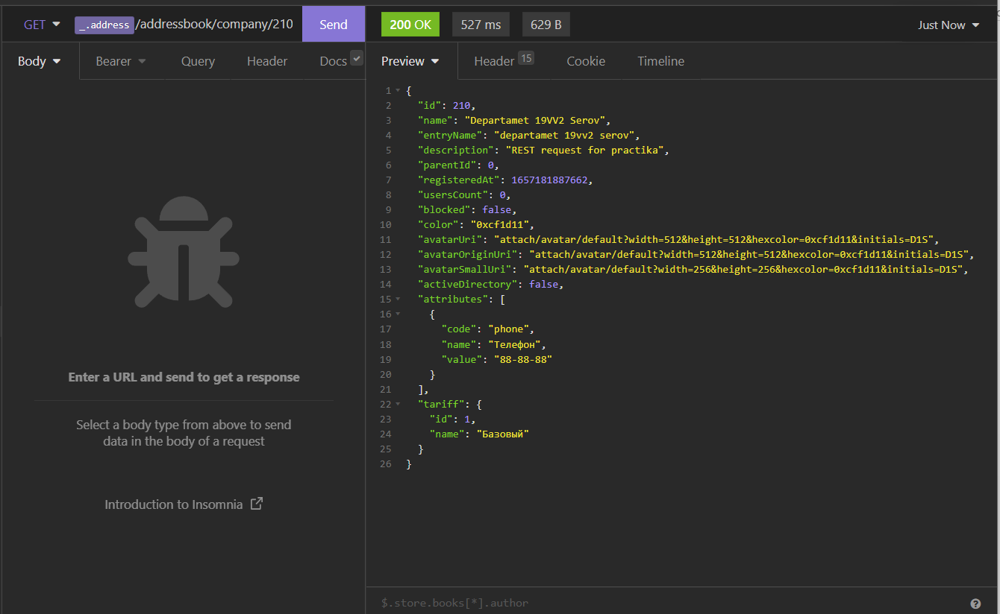 GET _.address/addressbook/company/210 Send 200 OK 527 ms 629 B Just Now
Body Bearer Query Header Docs Preview Header 15 Cookie Timeline
Enter a URL and send to get a response
Select a body type from above to send
data in the body of a request
Introduction to Insomnia
1 {
2 "id": 210,
3 "name": "Departamet 19VV2 Serov",
4 "entryName": "departamet 19vv2 serov",
5 "description": "REST request for practika",
6 "parentId": 0,
7 "registeredAt": 1657181887662,
8 "usersCount": 0,
9 "blocked": false,
10 "color": "0xcf1d11",
11 "avatarUri": "attach/avatar/default?width=512&height=512&hexcolor=0xcf1d11&initials=D1S",
12 "avatarOriginUri": "attach/avatar/default?width=512&height=512&hexcolor=0xcf1d11&initials=D1S",
13 "avatarSmallUri": "attach/avatar/default?width=256&height=256&hexcolor=0xcf1d11&initials=D1S",
14 "activeDirectory": false,
15 "attributes": [
16 {
17 "code": "phone",
18 "name": "Телефон",
19 "value": "88-88-88"
20 }
21 ],
22 "tariff": {
23 "id": 1,
24 "name": "Базовый"
25 }
26 }
$.store.books[*].author